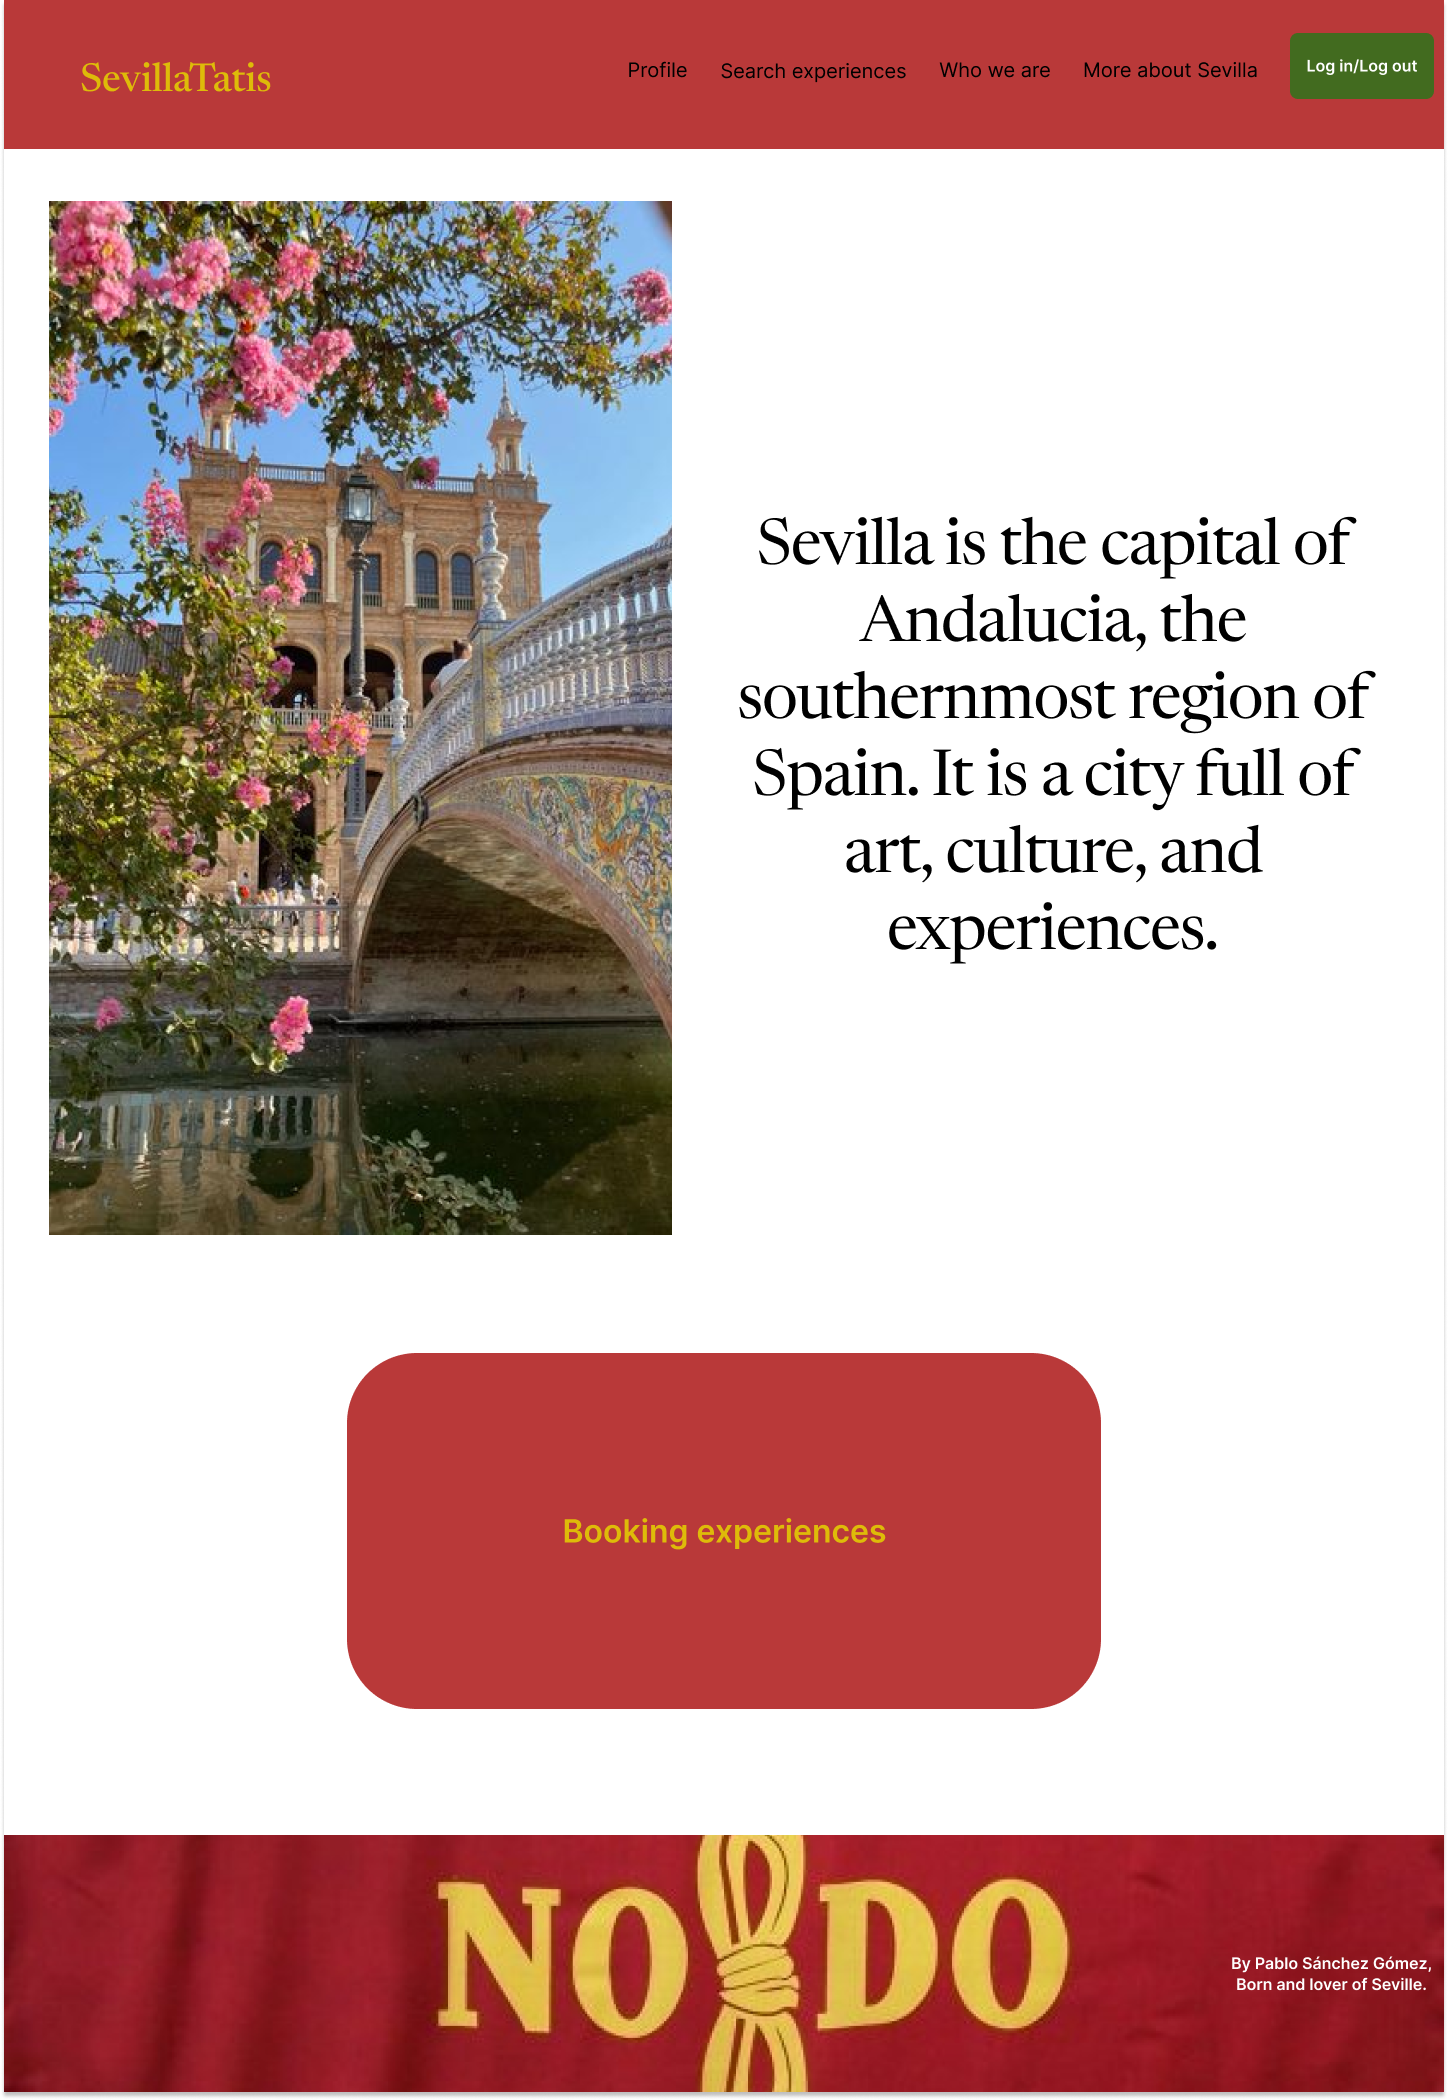 SevillaTatis
Profile
Search experiences
Who we are
More about Sevilla
Log in/Log out
Sevilla is the capital of
Andalucia, the
southernmost region of
Spain. It is a city full of
art, culture, and
experiences.
Booking experiences
NO DO
By Pablo Sánchez Gómez,
Born and lover of Seville.